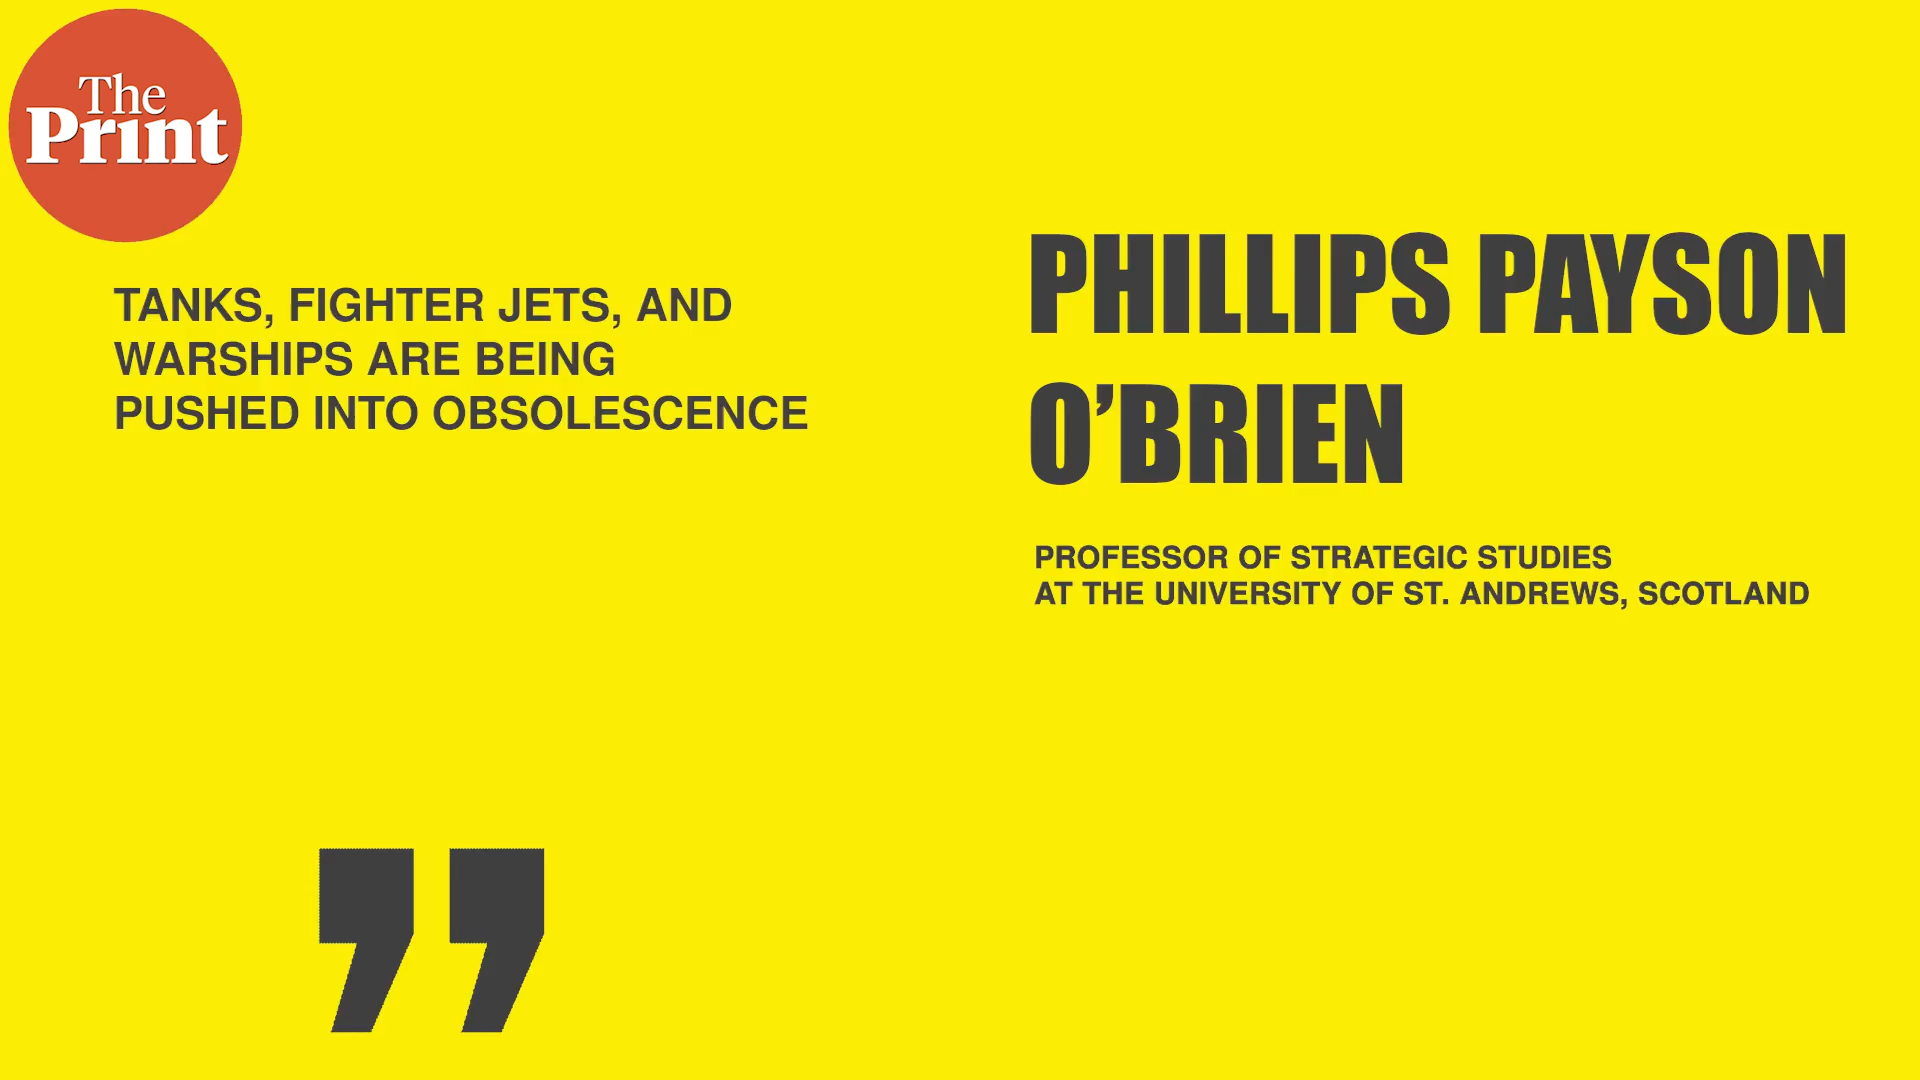 The
Print
TANKS, FIGHTER JETS, AND
WARSHIPS ARE BEING
PUSHED INTO OBSOLESCENCE
”
PHILLIPS PAYSON
O’BRIEN
PROFESSOR OF STRATEGIC STUDIES
AT THE UNIVERSITY OF ST. ANDREWS, SCOTLAND